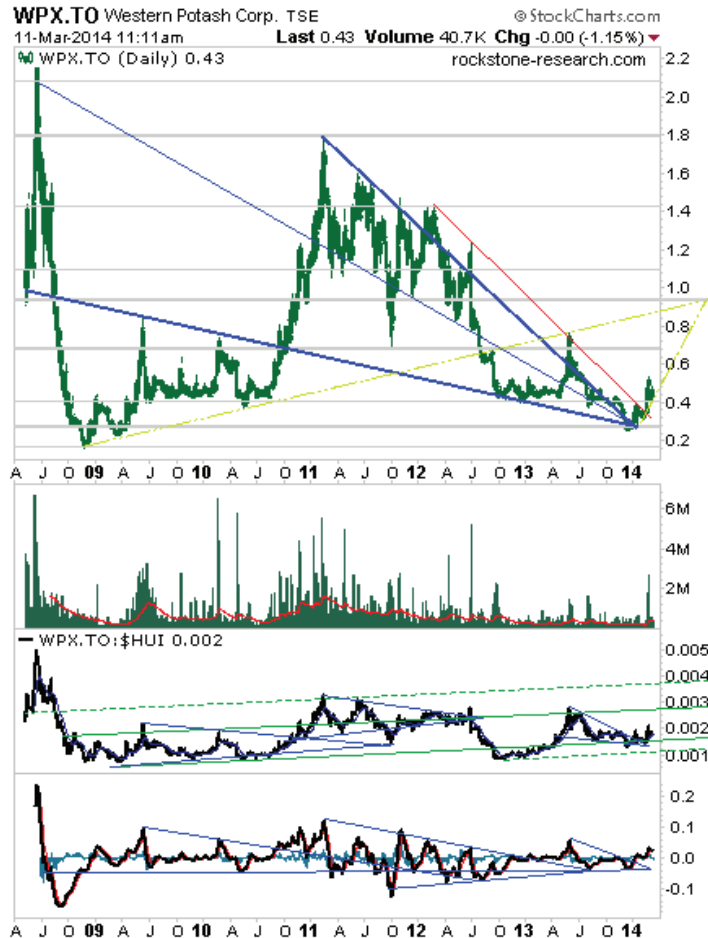 WPX.TO Western Potash Corp. TSE © StockCharts.com
11-Mar-2014 11:11am Last 0.43 Volume 40.7K Chg -0.00 (-1.15%)
WPX.TO (Daily) 0.43 rockstone-research.com
2.2
2.0
1.8
1.6
1.4
1.2
1.0
0.8
0.6
0.4
0.2
A J O 09 A J O 10 A J O 11 A J O 12 A J O 13 A J O 14
6M
4M
2M
WPX.TO:$HUI 0.002
0.005
0.004
0.003
0.002
0.001
0.2
0.1
0.0
-0.1
A J O 09 A J O 10 A J O 11 A J O 12 A J O 13 A J O 14